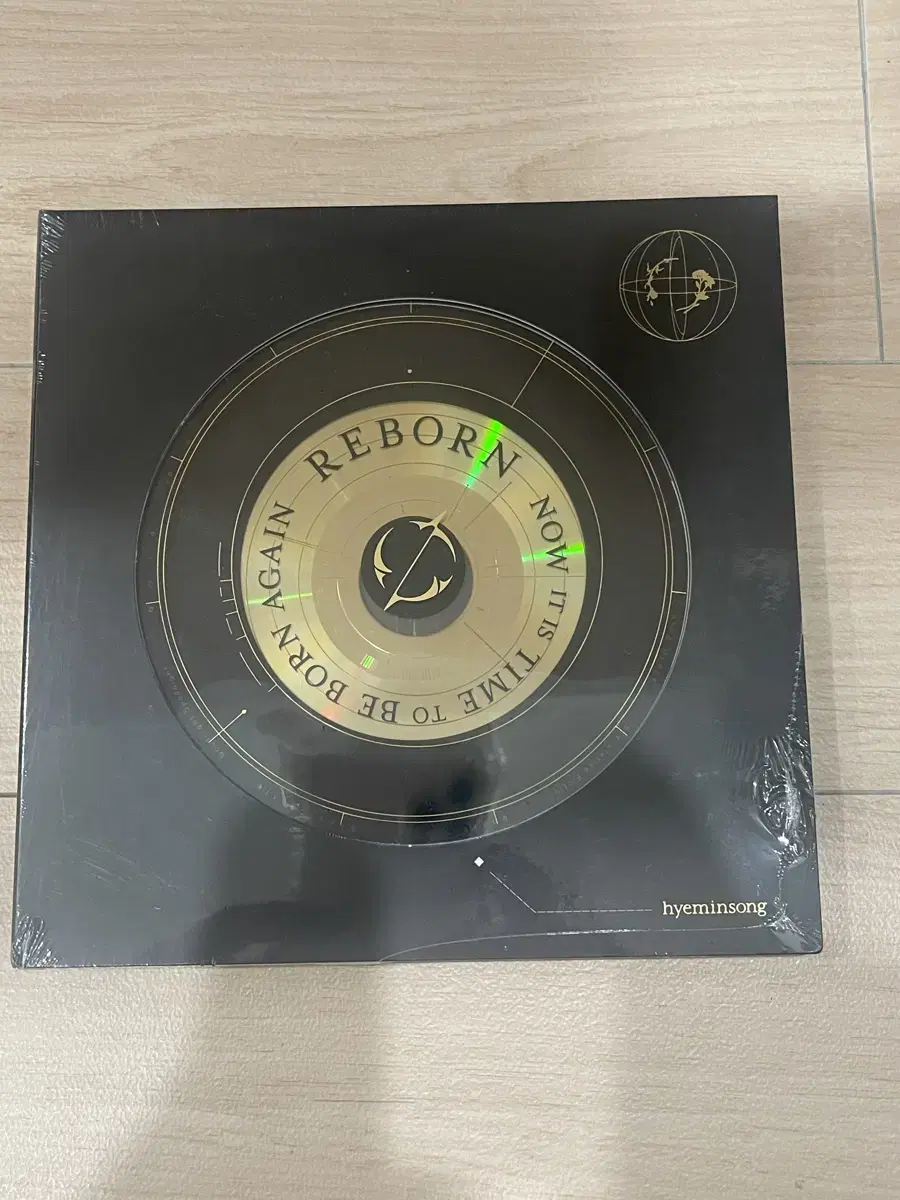 REBORN
NOW IT IS TIME TO BE BORN AGAIN
hyeminsong